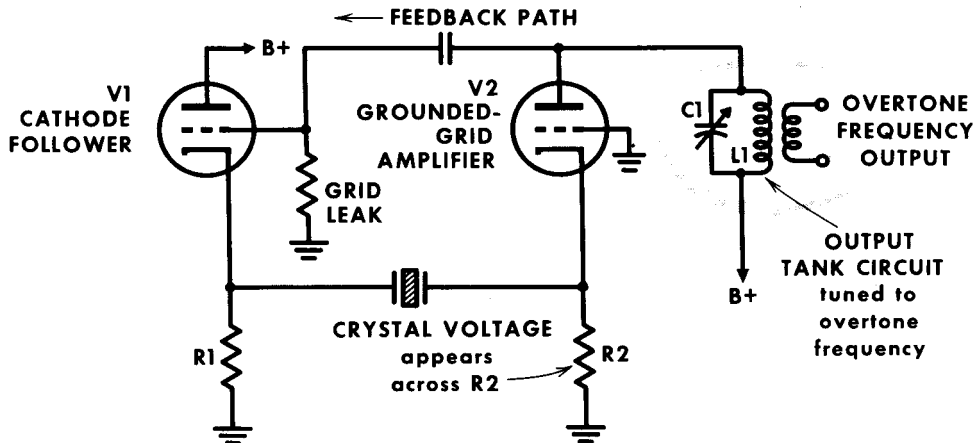 FEEDBACK PATH
B+
V1
CATHODE
FOLLOWER
V2
GROUNDED-
GRID
AMPLIFIER
C1
L1
OVERTONE
FREQUENCY
OUTPUT
GRID
LEAK
OUTPUT
TANK CIRCUIT
tuned to
overtone
frequency
B+
CRYSTAL VOLTAGE
appears
across R2
R1
R2